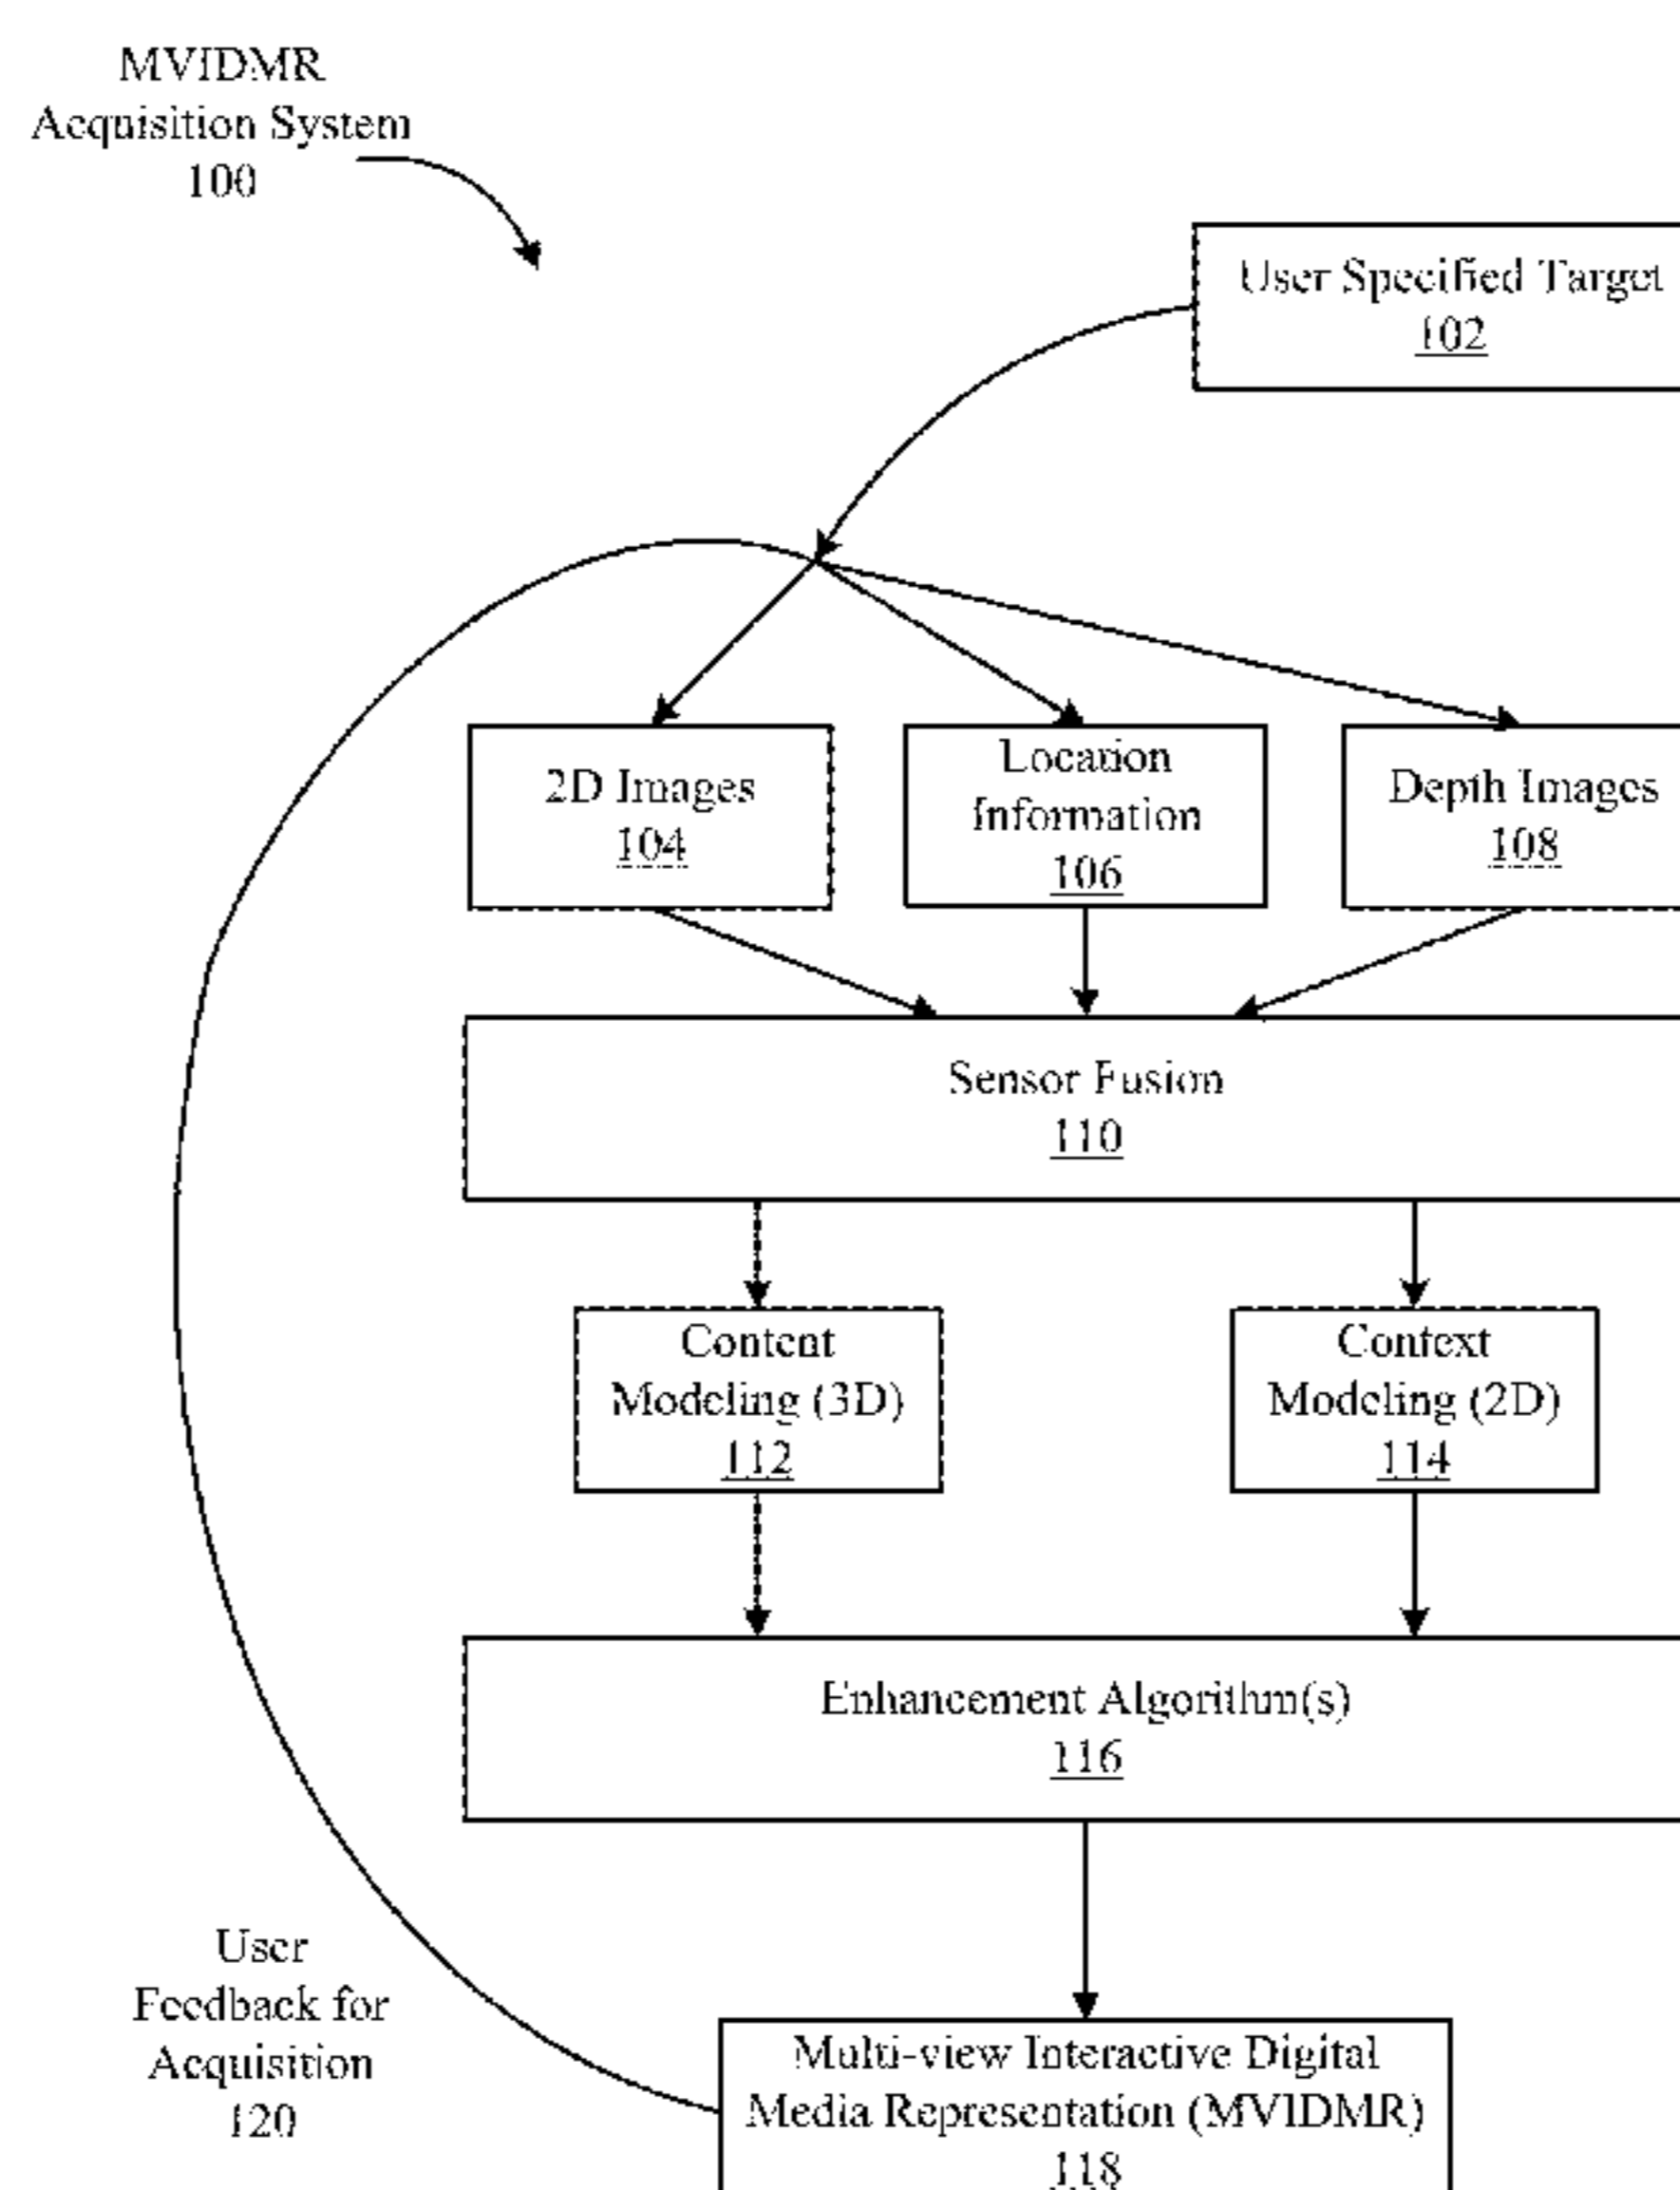 MVIDMR
Acquisition System
100
User Specified Target
102
2D Images
104
Location
Information
106
Depth Images
108
Sensor Fusion
110
Content
Modeling (3D)
112
Context
Modeling (2D)
114
Enhancement Algorithm(s)
116
User
Feedback for
Acquisition
120
Multi-view Interactive Digital
Media Representation (MVIDMR)
118